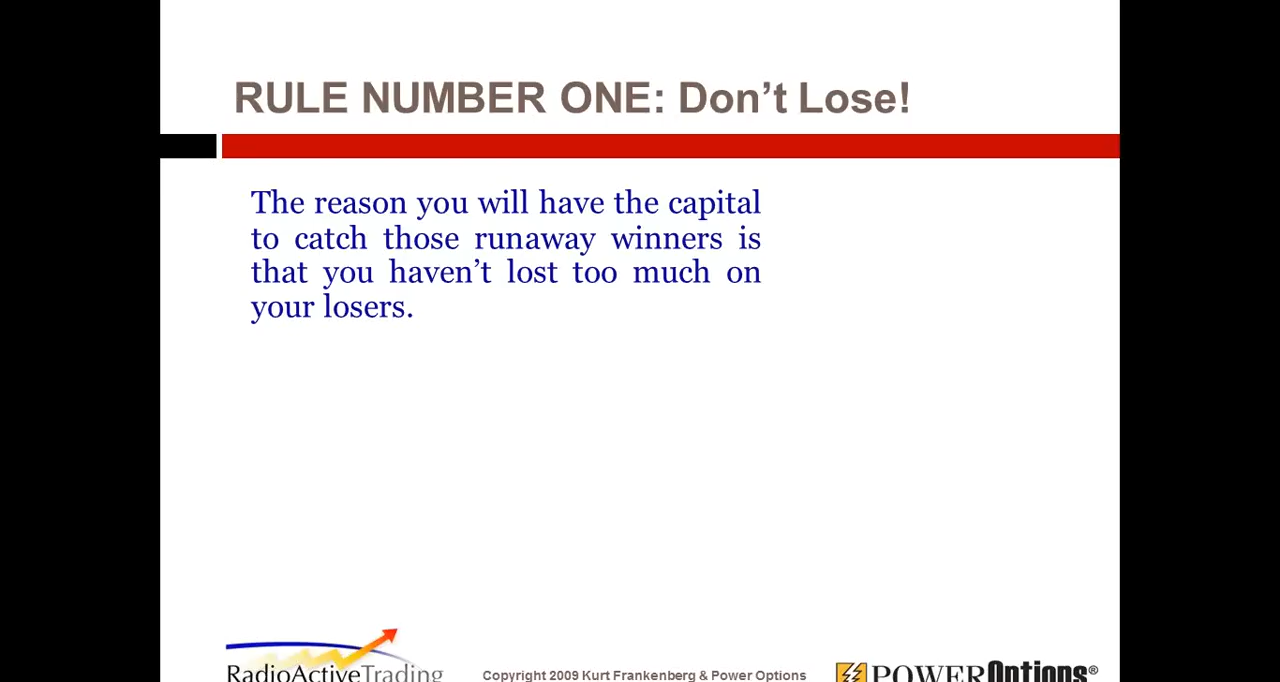 RULE NUMBER ONE: Don’t Lose!
The reason you will have the capital
to catch those runaway winners is
that you haven’t lost too much on
your losers.
RadioActiveTrading
Copyright 2009 Kurt Frankenberg & Power Options
POWEROptions®